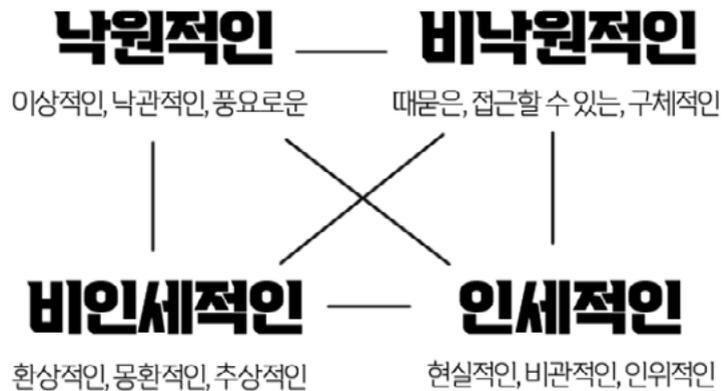 낙원적인
비낙원적인
이상적인, 낙관적인, 풍요로운
때묻은, 접근할 수 있는, 구체적인
비인세적인
인세적인
환상적인, 몽환적인, 추상적인
현실적인, 비관적인, 인위적인